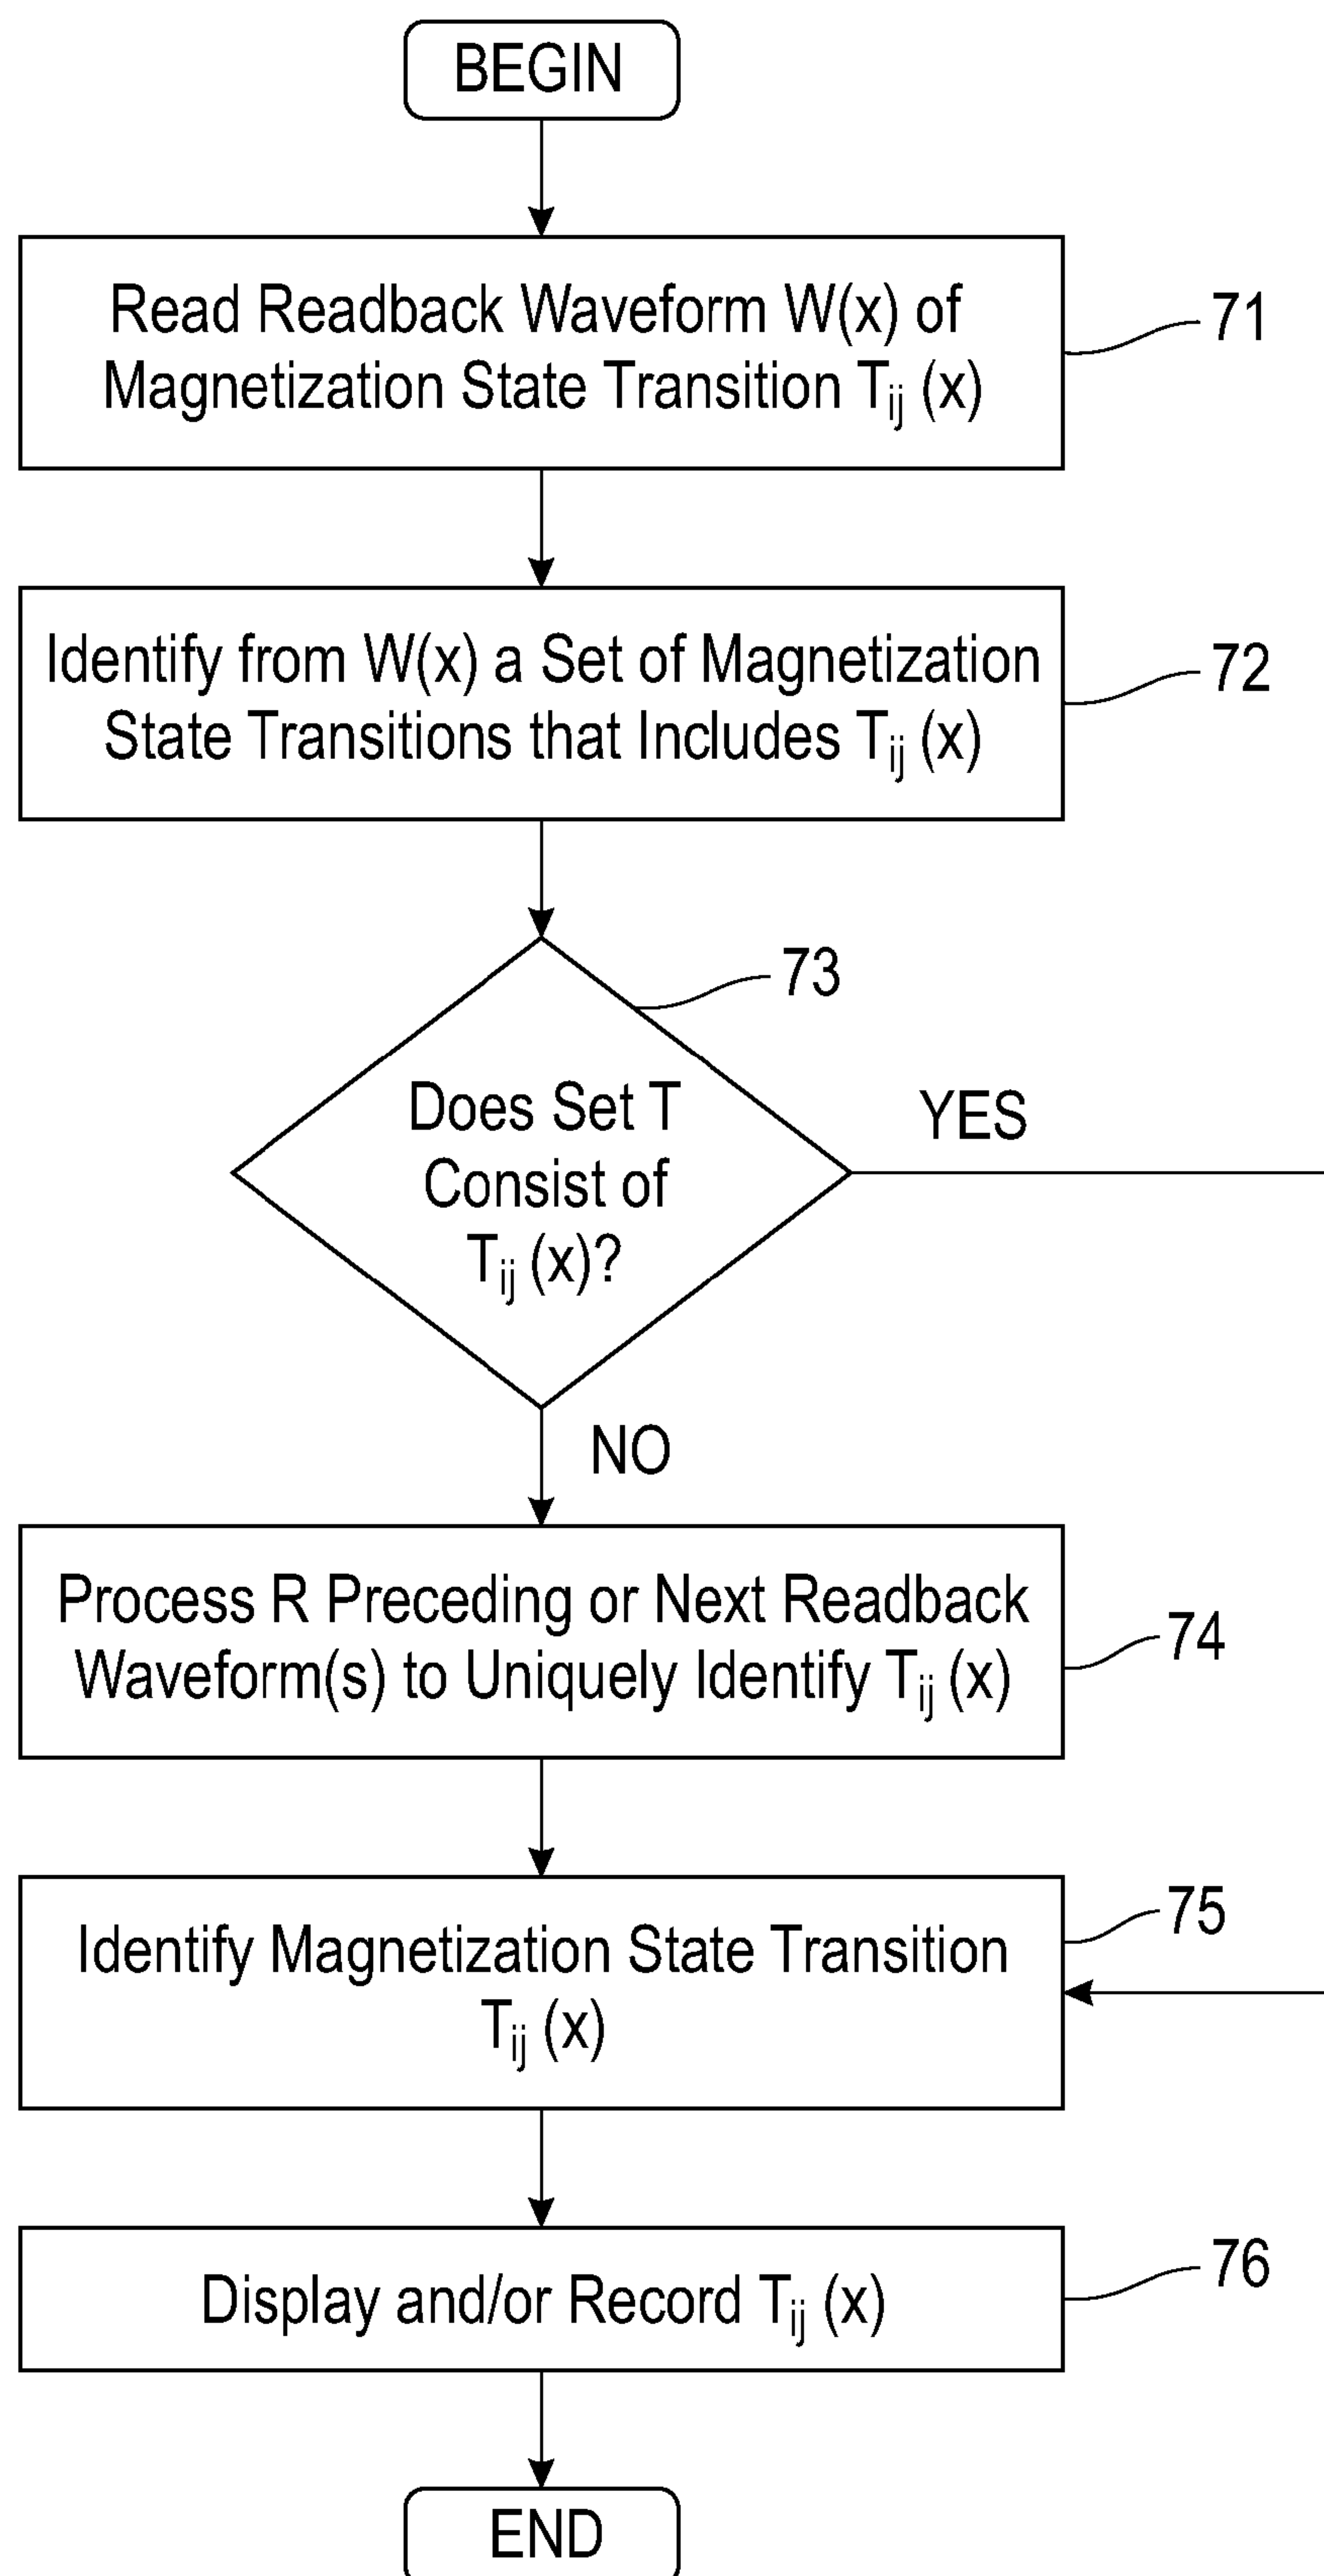 BEGIN
Read Readback Waveform W(x) of
Magnetization State Transition Tij (x)
71
Identify from W(x) a Set of Magnetization
State Transitions that Includes Tij (x)
72
73
Does Set T
Consist of
Tij (x)?
YES
NO
Process R Preceding or Next Readback
Waveform(s) to Uniquely Identify Tij (x)
74
Identify Magnetization State Transition
Tij (x)
75
Display and/or Record Tij (x)
76
END